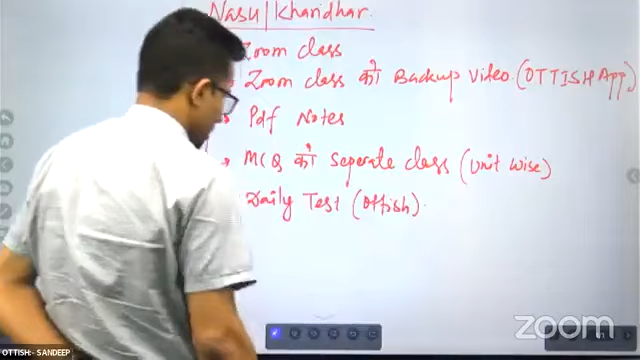 Nasu/Kharidhar.
Zoom class
Zoom class को Backup Video. (OTTISH App)
Pdf Notes
MCQ को Seperate class (Unit wise)
Daily Test (Ottish).
zoom
OTTISH:- SANDEEP